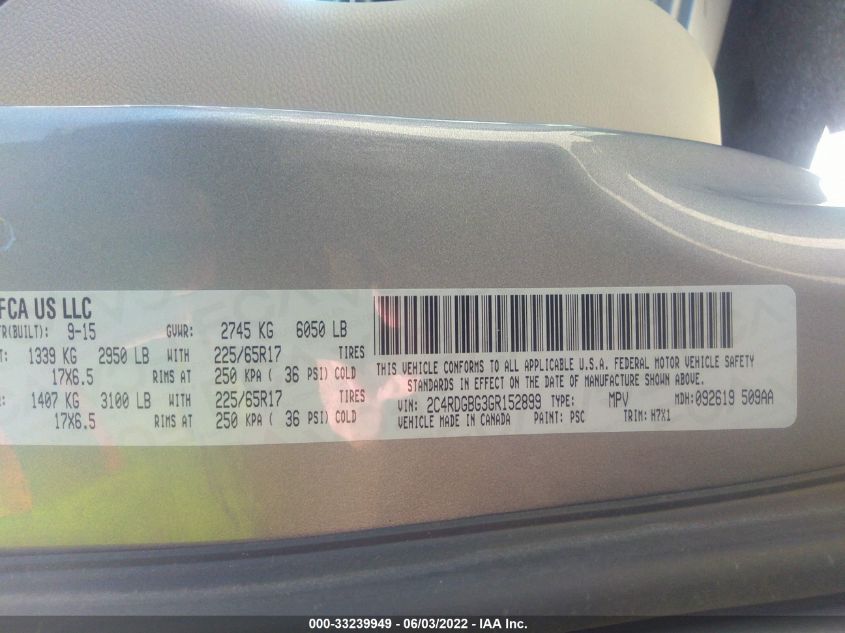 FCA US LLC
TR(BUILT): 9-15 GVWR: 2745 KG 6050 LB
1339 KG 2950 LB WITH 225/65R17 TIRES
17X6.5 RIMS AT 250 KPA ( 36 PSI) COLD
1407 KG 3100 LB WITH 225/65R17 TIRES
17X6.5 RIMS AT 250 KPA ( 36 PSI) COLD
THIS VEHICLE CONFORMS TO ALL APPLICABLE U.S.A. FEDERAL MOTOR VEHICLE SAFETY
STANDARDS IN EFFECT ON THE DATE OF MANUFACTURE SHOWN ABOVE.
VIN: 2C4RDGBG3GR152899 TYPE: MPV MDH: 092619 509AA
VEHICLE MADE IN CANADA PAINT: PSC TRIM: H7X1
000-33239949 - 06/03/2022 - IAA Inc.